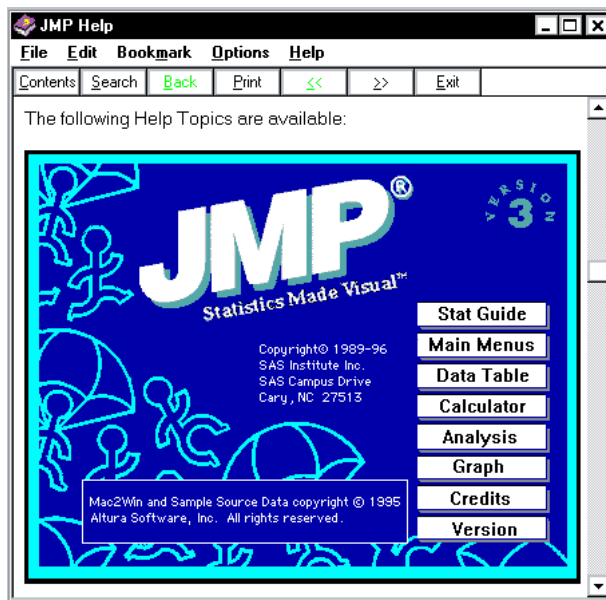 JMP Help
File Edit Bookmark Options Help
Contents Search Back Print << >> Exit
The following Help Topics are available:
JMP®
VERSION 3
Statistics Made Visual™
Stat Guide
Main Menus
Data Table
Calculator
Analysis
Graph
Credits
Version
Copyright© 1989-96
SAS Institute Inc.
SAS Campus Drive
Cary, NC 27513
Mac2Win and Sample Source Data copyright © 1995
Altura Software, Inc. All rights reserved.